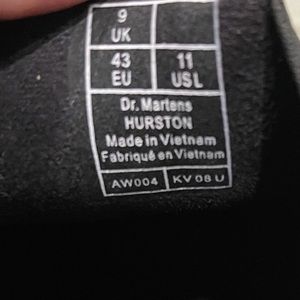 9
UK
43 11
EU USL
Dr. Martens
HURSTON
Made in Vietnam
Fabriqué en Vietnam
AW004 KV 08 U